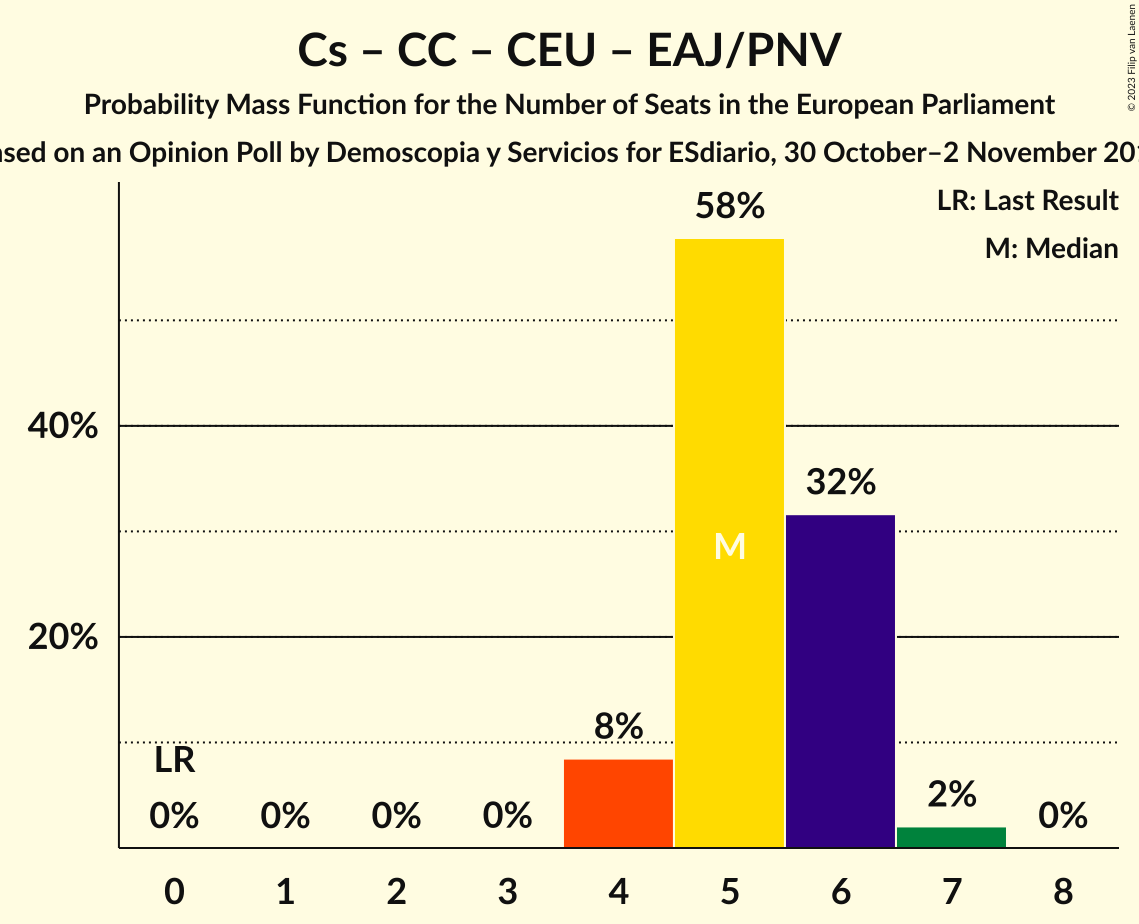 Cs – CC – CEU – EAJ/PNV
Probability Mass Function for the Number of Seats in the European Parliament
on an Opinion Poll by Demoscopia y Servicios for ESdiario, 30 October–2 November
© 2023 Filip van Laenen
LR: Last Result
M: Median
58%
40%
32%
M
20%
8%
LR
2%
0% 0% 0% 0% 0%
0 1 2 3 4 5 6 7 8